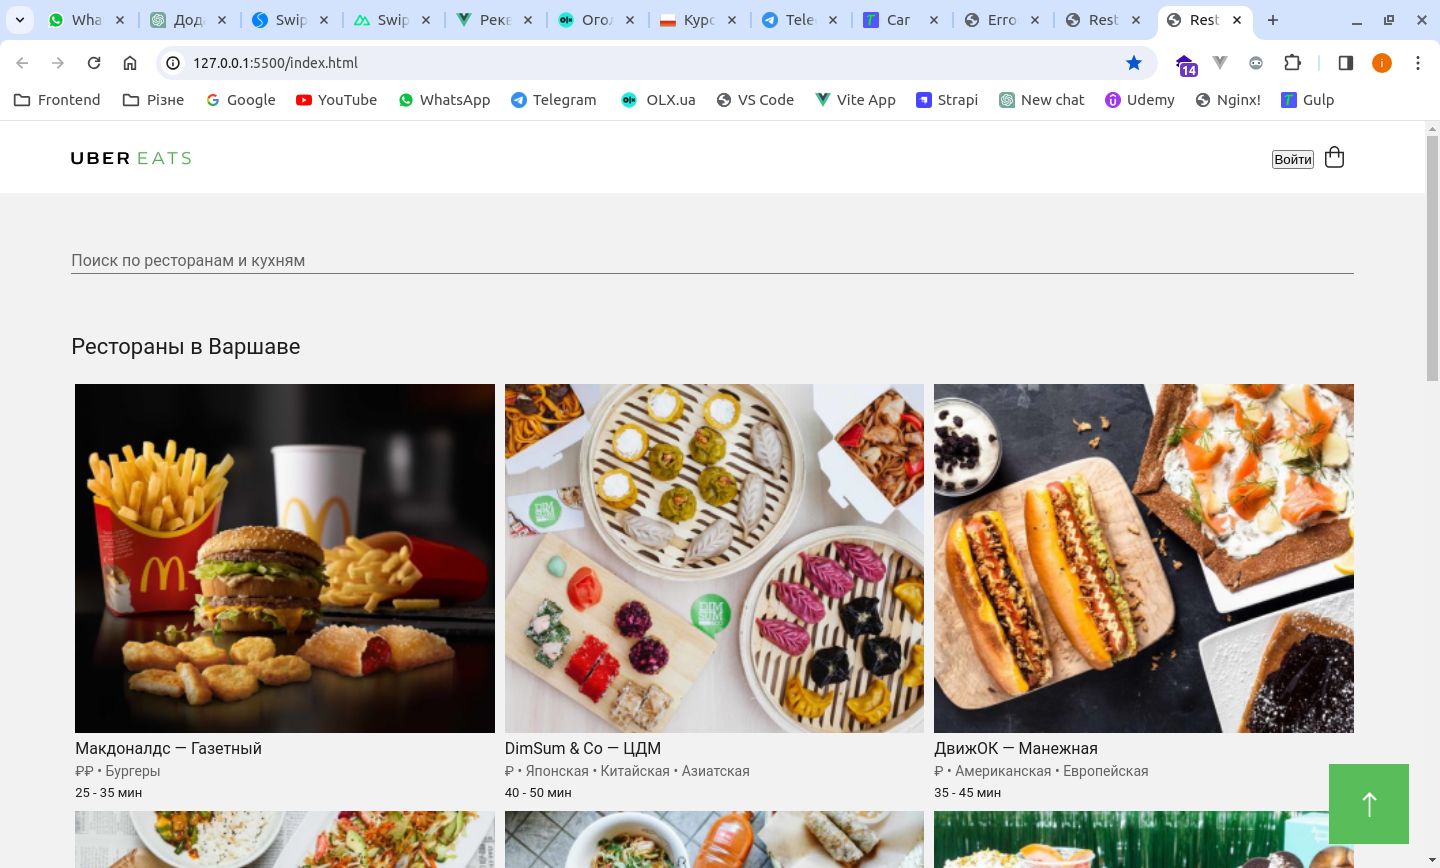 Wha
Дод
Swip
Swip
Рекв
Огол
Курс
Tele
Car
Erro
Rest
Rest
127.0.0.1:5500/index.html
14
i
Frontend
Різне
Google
YouTube
WhatsApp
Telegram
OLX.ua
VS Code
Vite App
Strapi
New chat
Udemy
Nginx!
Gulp
UBER EATS
Войти
Поиск по ресторанам и кухням
Рестораны в Варшаве
DIM SUM
Макдоналдс — Газетный
₽₽ • Бургеры
25 - 35 мин
DimSum & Co — ЦДМ
₽ • Японская • Китайская • Азиатская
40 - 50 мин
ДвижОК — Манежная
₽ • Американская • Европейская
35 - 45 мин